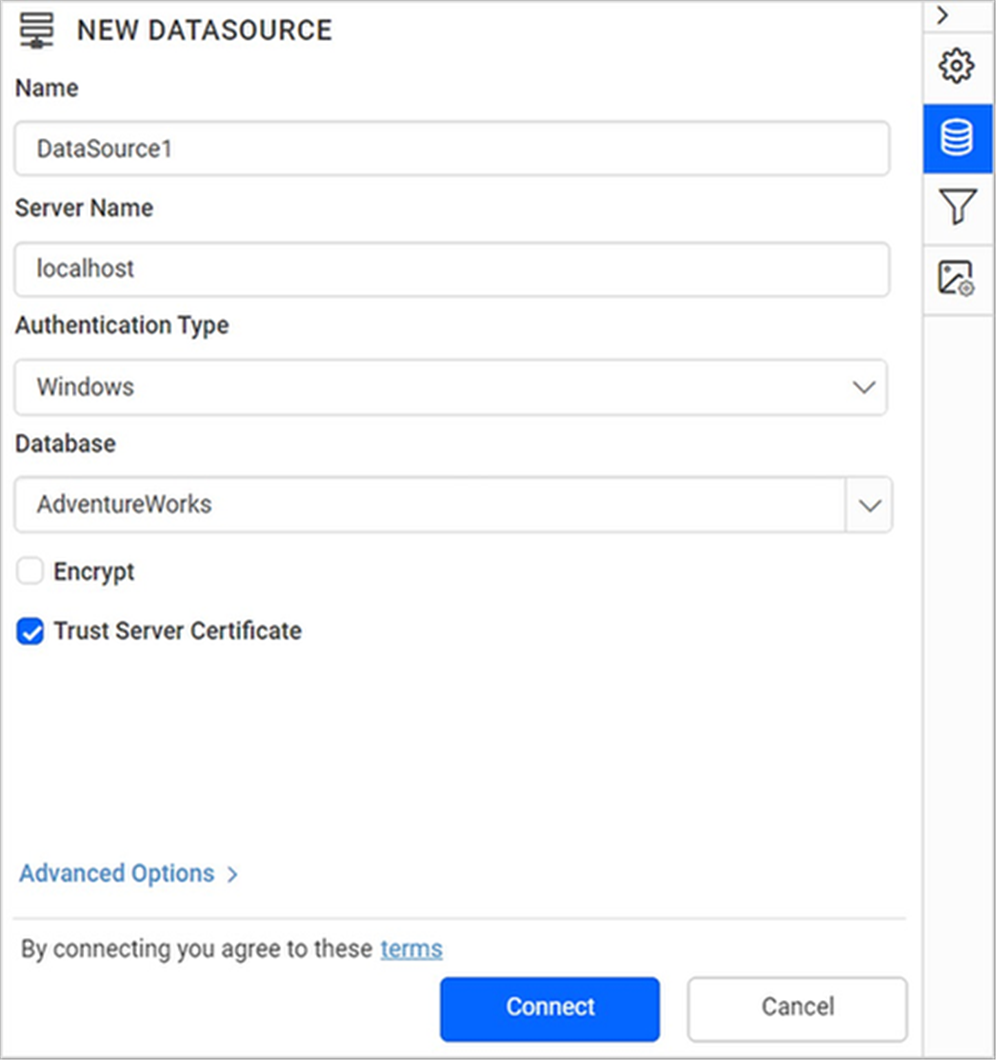 NEW DATASOURCE
Name
DataSource1
Server Name
localhost
Authentication Type
Windows
Database
AdventureWorks
Encrypt
Trust Server Certificate
Advanced Options
By connecting you agree to these terms
Connect
Cancel